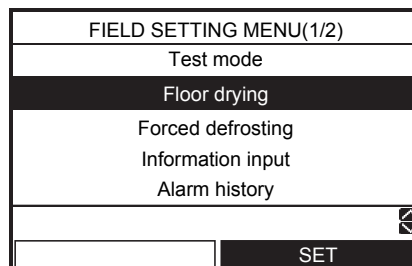 FIELD SETTING MENU(1/2)
Test mode
Floor drying
Forced defrosting
Information input
Alarm history
SET